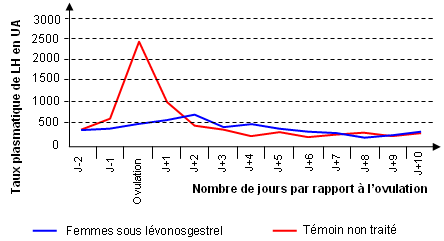 Taux plasmatique de LH en UA
3000
2500
2000
1500
1000
500
0
J-2
J-1
Ovulation
J+1
J+2
J+3
J+4
J+5
J+6
J+7
J+8
J+9
J+10
Nombre de jours par rapport à l'ovulation
Femmes sous lévonosgestrel
Témoin non traité